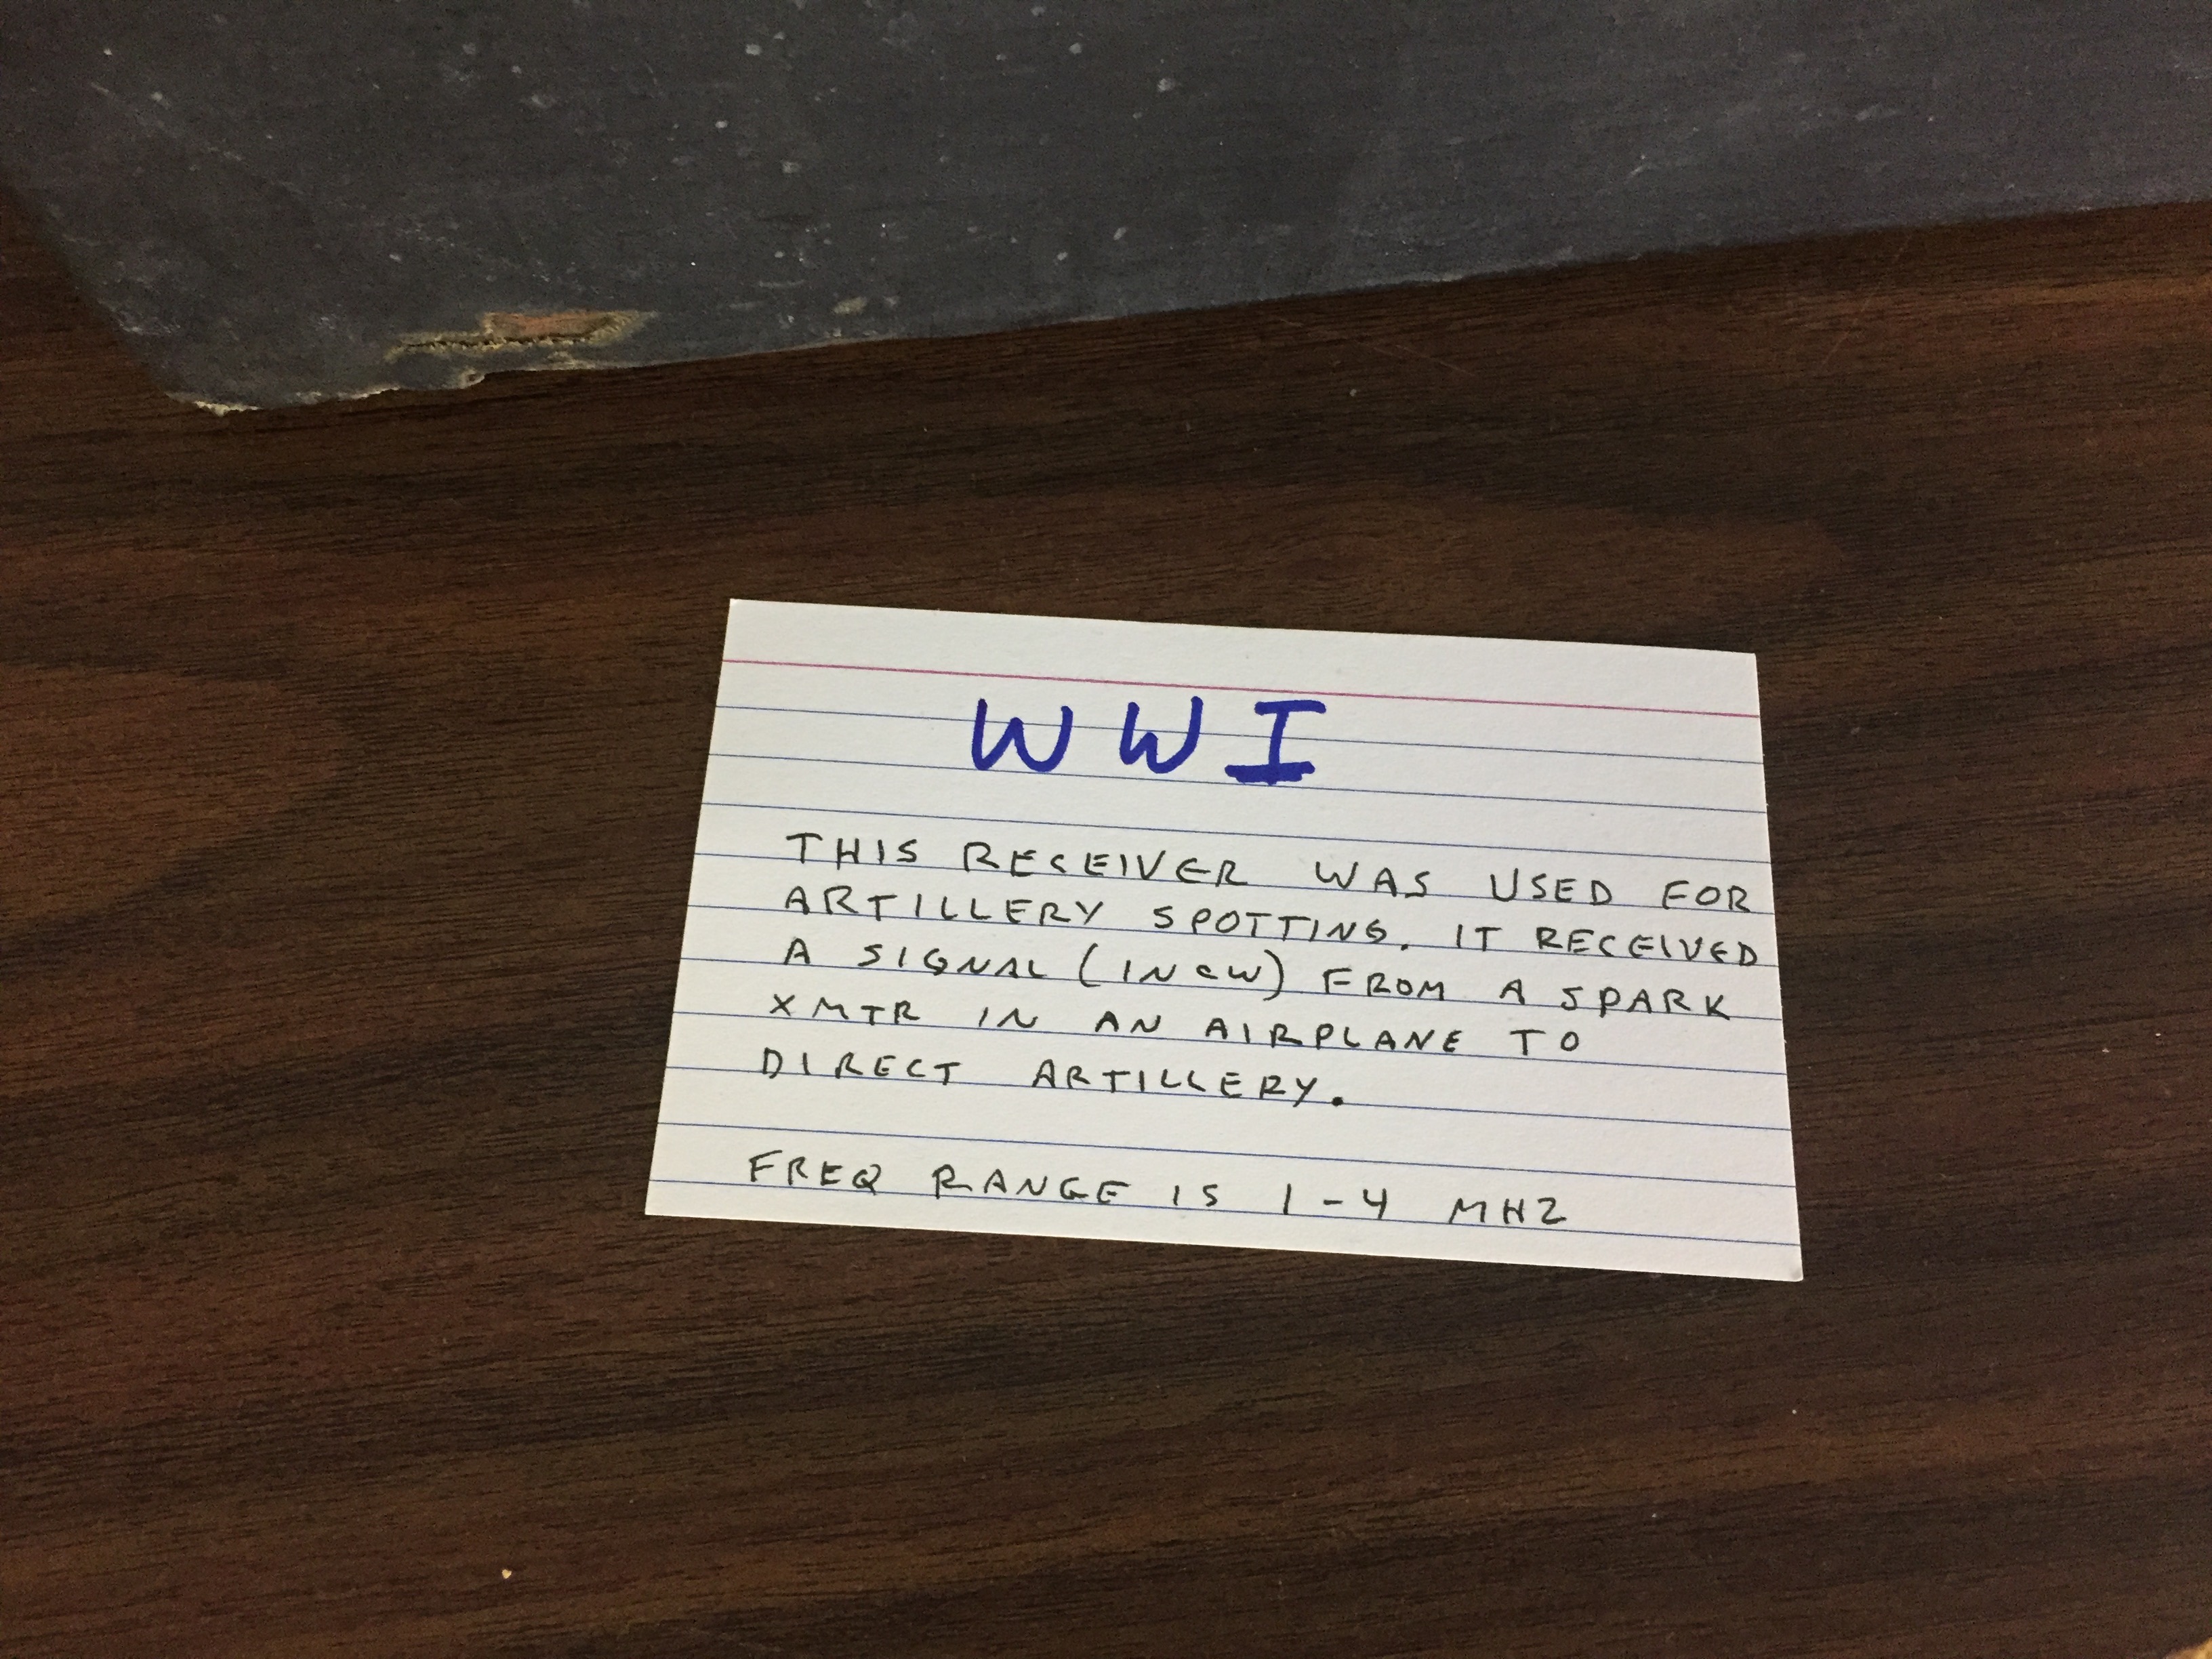 WWI
THIS RECEIVER WAS USED FOR
ARTILLERY SPOTTING. IT RECEIVED
A SIGNAL (IN CW) FROM A SPARK
XMTR IN AN AIRPLANE TO
DIRECT ARTILLERY.
FREQ RANGE IS 1-4 MHZ